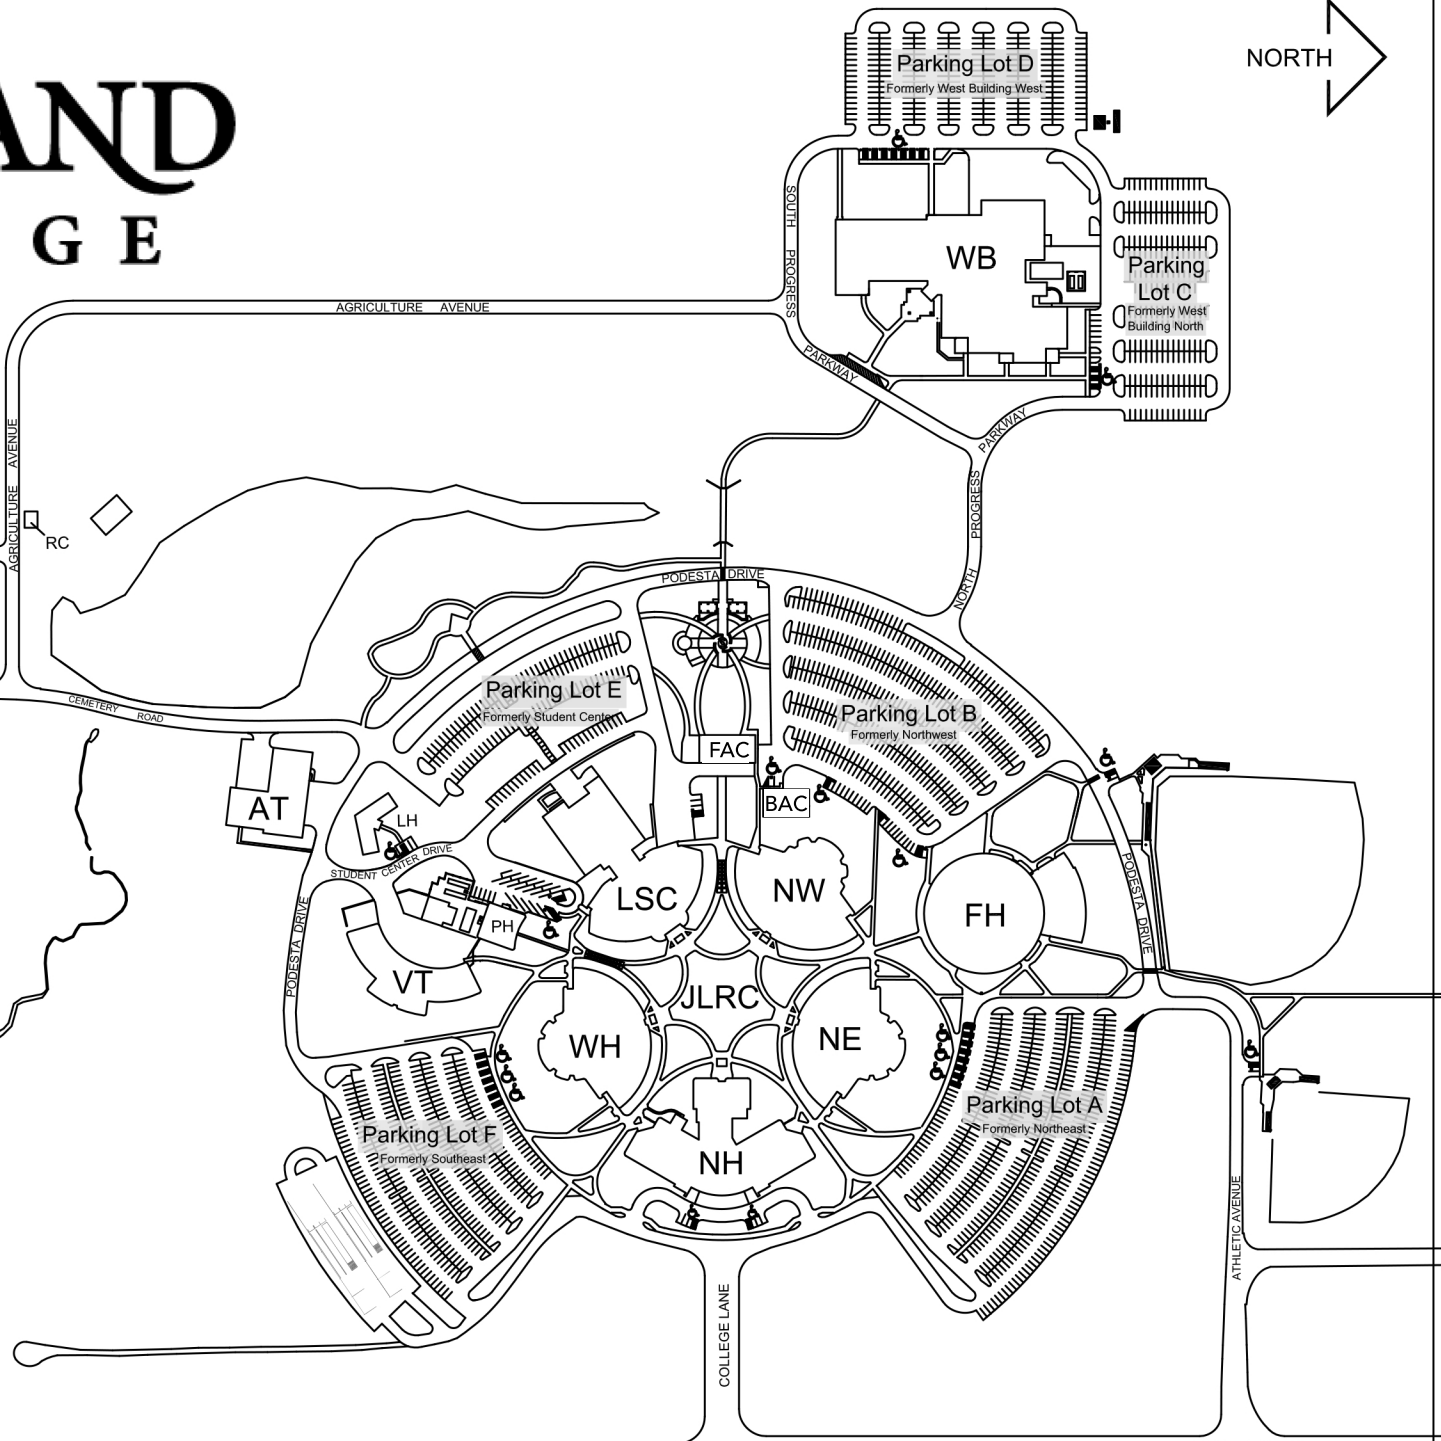 AND
G E
NORTH
Parking Lot D
Formerly West Building West
SOUTH PROGRESS
PARKWAY
WB
Parking
Lot C
Formerly West
Building North
AGRICULTURE AVENUE
AGRICULTURE AVENUE
PARKWAY
NORTH PROGRESS
RC
PODESTA DRIVE
CEMETERY
ROAD
Parking Lot E
Formerly Student Center
Parking Lot B
Formerly Northwest
FAC
BAC
AT
LH
STUDENT CENTER DRIVE
PODESTA DRIVE
PODESTA DRIVE
LSC
NW
FH
PH
VT
JLRC
WH
NE
NH
Parking Lot F
Formerly Southeast
Parking Lot A
Formerly Northeast
COLLEGE LANE
ATHLETIC AVENUE